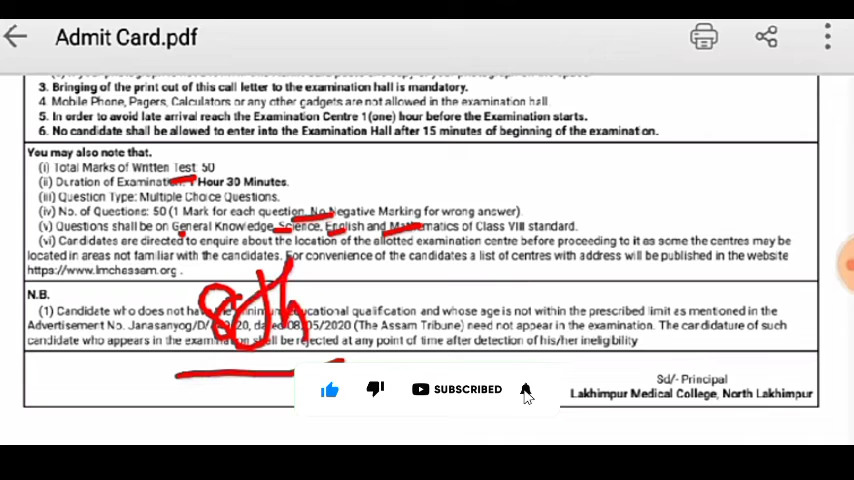 Admit Card.pdf
3. Bringing of the print out of this call letter to the examination hall is mandatory.
4. Mobile Phone, Pagers, Calculators or any other gadgets are not allowed in the examination hall.
5. In order to avoid late arrival reach the Examination Centre 1(one) hour before the Examination starts.
6. No candidate shall be allowed to enter into the Examination Hall after 15 minutes of beginning of the examination.
You may also note that.
(i) Total Marks of Written Test: 50
(ii) Duration of Examination: 1 Hour 30 Minutes.
(iii) Question Type: Multiple Choice Questions.
(iv) No. of Questions: 50 (1 Mark for each question, No Negative Marking for wrong answer).
(v) Questions shall be on General Knowledge, Science, English and Mathematics of Class VIII standard.
(vi) Candidates are directed to enquire about the location of the allotted examination centre before proceeding to it as some the centres may be
located in areas not familiar with the candidates. For convenience of the candidates a list of centres with address will be published in the website
https://www.lmchassam.org .
8th
N.B.
(1) Candidate who does not have the minimum educational qualification and whose age is not within the prescribed limit as mentioned in the
Advertisement No. Janasanyog/D/ 20, dated 08/05/2020 (The Assam Tribune) need not appear in the examination. The candidature of such
candidate who appears in the examination shall be rejected at any point of time after detection of his/her ineligibility
Sd/- Principal
Lakhimpur Medical College, North Lakhimpur
SUBSCRIBED